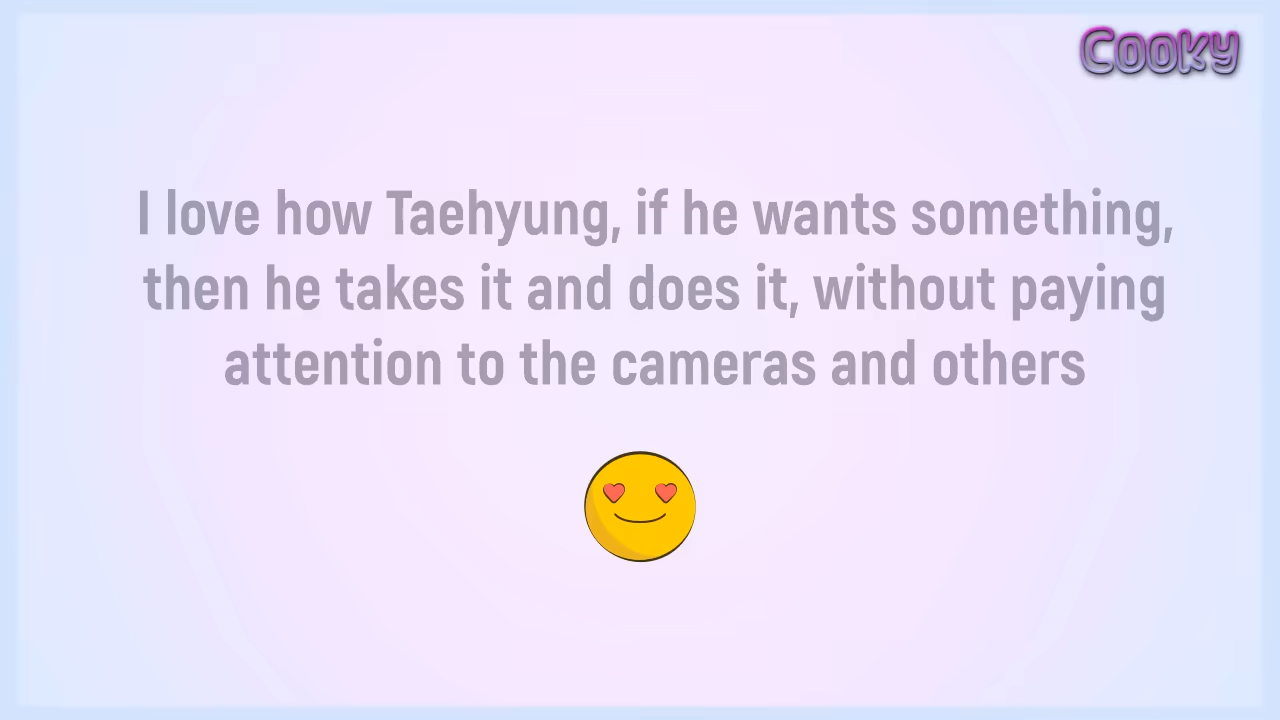 Cooky
I love how Taehyung, if he wants something,
then he takes it and does it, without paying
attention to the cameras and others